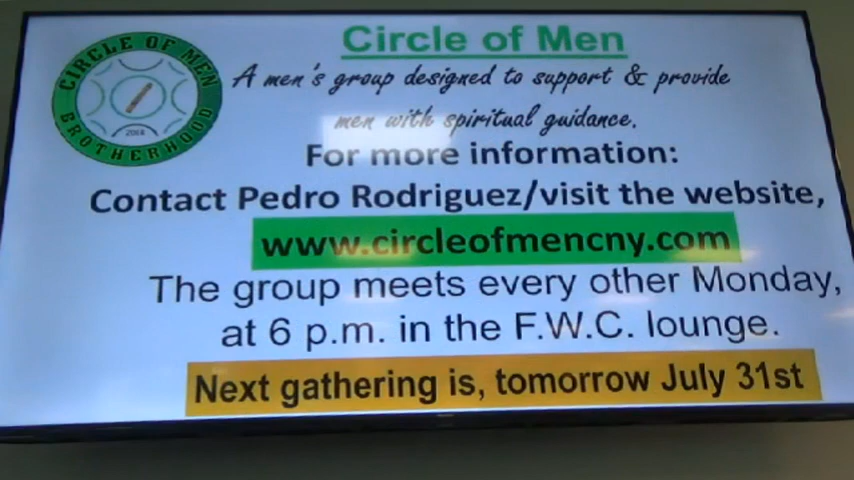 Circle of Men
CIRCLE OF MEN
BROTHERHOOD
A men's group designed to support & provide
men with spiritual guidance.
For more information:
Contact Pedro Rodriguez/visit the website,
www.circleofmencny.com
The group meets every other Monday,
at 6 p.m. in the F.W.C. lounge.
Next gathering is, tomorrow July 31st